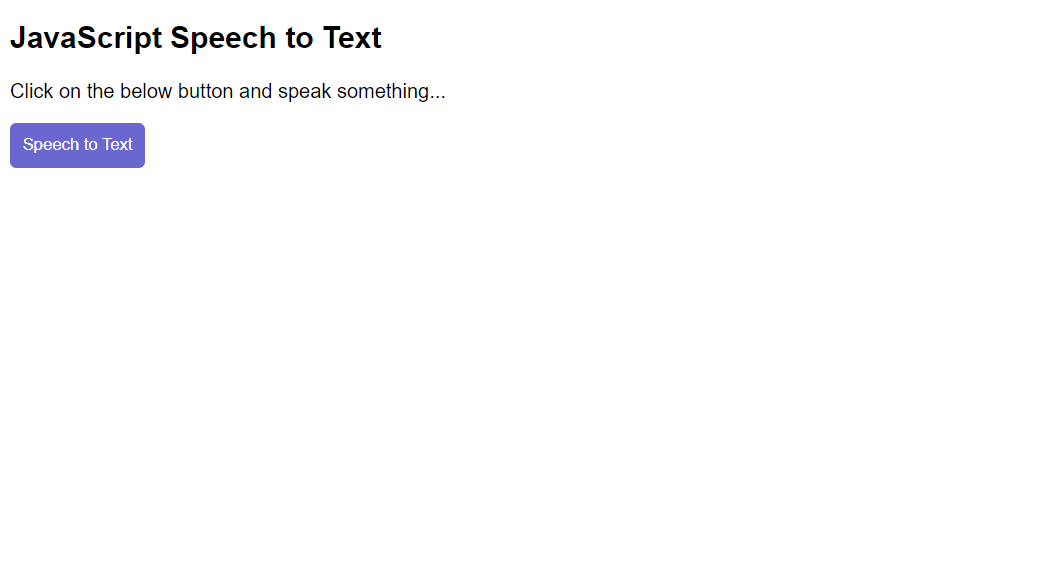 JavaScript Speech to Text
Click on the below button and speak something...
Speech to Text